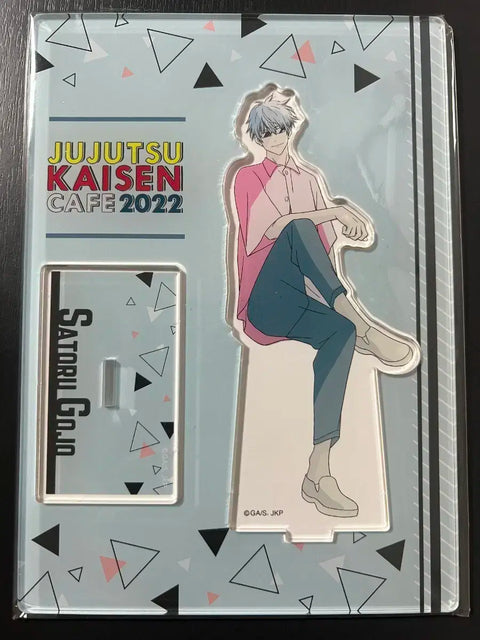 JUJUTSU
KAISEN
CAFE 2022
SATORU GOJO
©GA/S. JKP